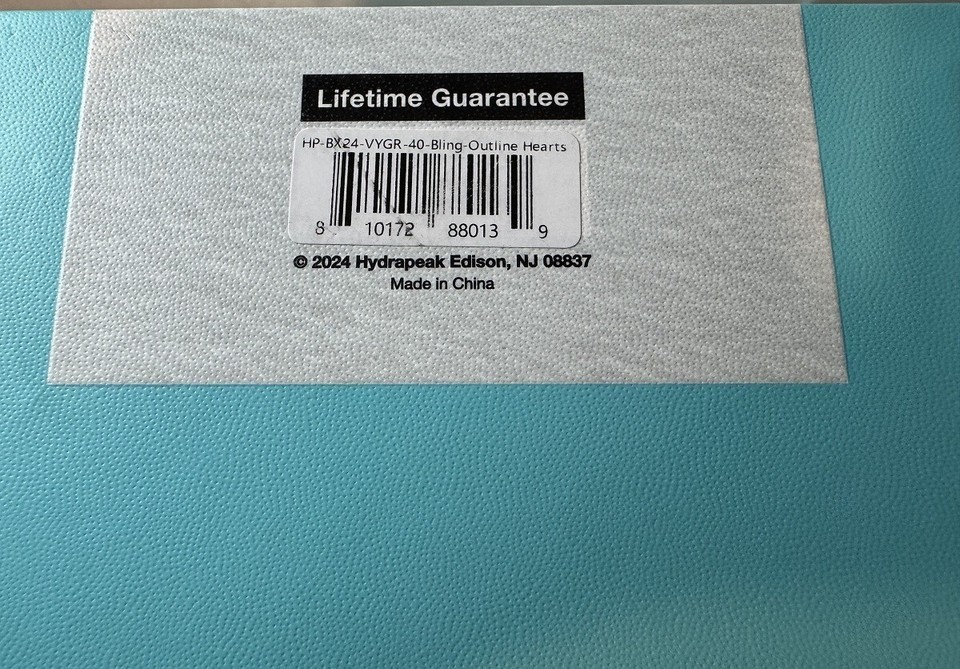 Lifetime Guarantee
HP-BX24-VYGR-40-Bling-Outline Hearts
8 10172 88013 9
© 2024 Hydrapeak Edison, NJ 08837
Made in China